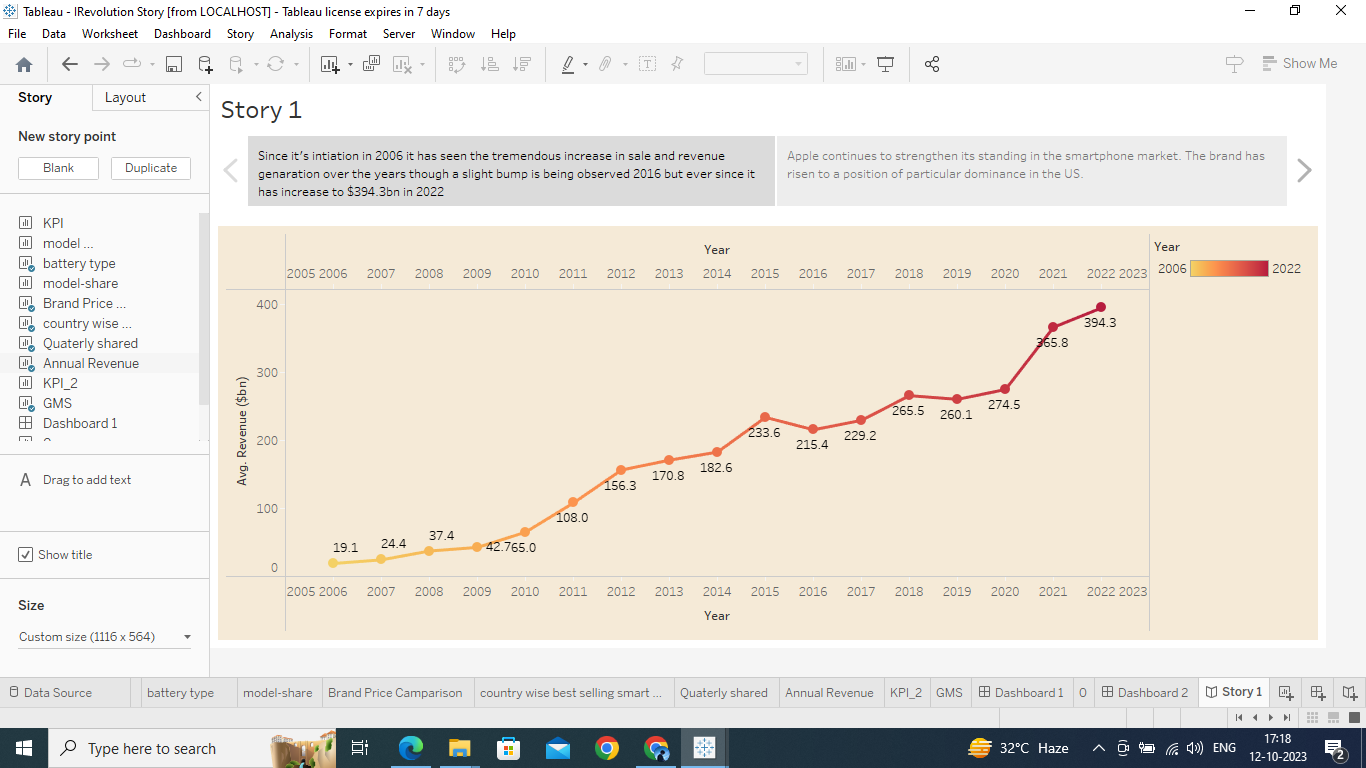 Tableau - IRevolution Story [from LOCALHOST] - Tableau license expires in 7 days
File Data Worksheet Dashboard Story Analysis Format Server Window Help
Show Me
Story Layout
New story point
Blank Duplicate
KPI
model ...
battery type
model-share
Brand Price ...
country wise ...
Quaterly shared
Annual Revenue
KPI_2
GMS
Dashboard 1
A Drag to add text
Show title
Size
Custom size (1116 x 564)
Story 1
Since it's intiation in 2006 it has seen the tremendous increase in sale and revenue
genaration over the years though a slight bump is being observed 2016 but ever since it
has increase to $394.3bn in 2022
Apple continues to strengthen its standing in the smartphone market. The brand has
risen to a position of particular dominance in the US.
Year
2005 2006 2007 2008 2009 2010 2011 2012 2013 2014 2015 2016 2017 2018 2019 2020 2021 2022 2023
Year
2006 2022
Avg. Revenue ($bn)
400
300
200
100
0
19.1 24.4 37.4 42.7 65.0 108.0 156.3 170.8 182.6 233.6 215.4 229.2 265.5 260.1 274.5 365.8 394.3
2005 2006 2007 2008 2009 2010 2011 2012 2013 2014 2015 2016 2017 2018 2019 2020 2021 2022 2023
Year
Data Source battery type model-share Brand Price Camparison country wise best selling smart ... Quaterly shared Annual Revenue KPI_2 GMS Dashboard 1 0 Dashboard 2 Story 1
Type here to search
32°C Haze
ENG
17:18
12-10-2023
2